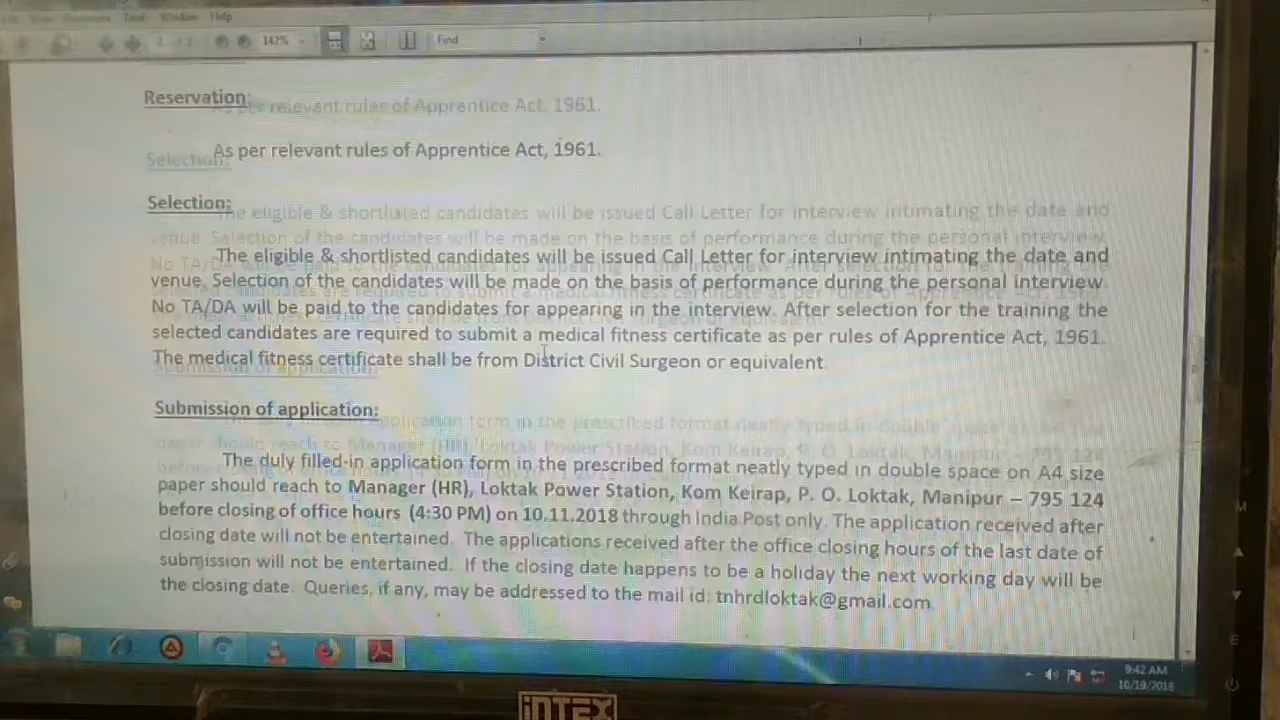 Window Help
142%
Find
Reservation:
As per relevant rules of Apprentice Act, 1961.
Selection:
The eligible & shortlisted candidates will be issued Call Letter for interview intimating the date and
venue. Selection of the candidates will be made on the basis of performance during the personal interview.
No TA/DA will be paid to the candidates for appearing in the interview. After selection for the training the
selected candidates are required to submit a medical fitness certificate as per rules of Apprentice Act, 1961.
The medical fitness certificate shall be from District Civil Surgeon or equivalent.
Submission of application:
The duly filled-in application form in the prescribed format neatly typed in double space on A4 size
paper should reach to Manager (HR), Loktak Power Station, Kom Keirap, P. O. Loktak, Manipur – 795 124
before closing of office hours (4:30 PM) on 10.11.2018 through India Post only. The application received after
closing date will not be entertained. The applications received after the office closing hours of the last date of
submission will not be entertained. If the closing date happens to be a holiday the next working day will be
the closing date. Queries, if any, may be addressed to the mail id: tnhrdloktak@gmail.com.
9:42 AM
10/19/2018
M
E
INTEX